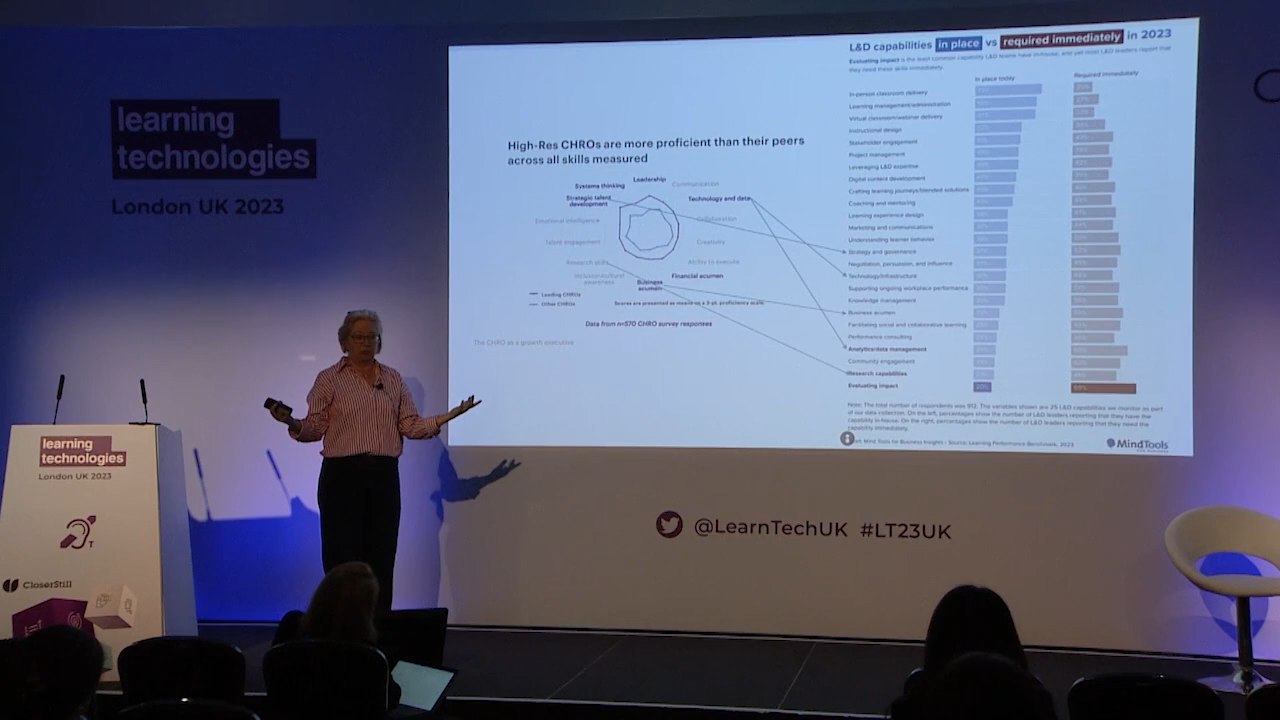 learning
technologies
London UK 2023
L&D capabilities in place vs required immediately in 2023
Evaluating impact is the least common capability L&D teams have in-house, and yet most L&D leaders report that
they need these skills immediately.
In place today
Required immediately
In-person classroom delivery
Learning management/administration
Virtual classroom/webinar delivery
Instructional design
Stakeholder engagement
Project management
Leveraging L&D expertise
Digital content development
Crafting learning journeys/blended solutions
Coaching and mentoring
Learning experience design
Marketing and communications
Understanding learner behavior
Strategy and governance
Negotiation, persuasion, and influence
Technology/infrastructure
Supporting ongoing workplace performance
Knowledge management
Business acumen
Facilitating social and collaborative learning
Performance consulting
Analytics/data management
Community engagement
Research capabilities
Evaluating impact
High-Res CHROs are more proficient than their peers
across all skills measured
Leadership
Systems thinking
Communication
Strategic talent
development
Technology and data
Emotional intelligence
Collaboration
Talent engagement
Creativity
Research skills
Ability to execute
Inclusion/cultural
awareness
Business
acumen
Financial acumen
Leading CHROs
Other CHROs
Scores are presented as means on a 5-pt. proficiency scale.
Data from n=570 CHRO survey responses
The CHRO as a growth executive
Note: The total number of respondents was 912. The variables shown are 25 L&D capabilities we monitor as part
of our data collection. On the left, percentages show the number of L&D leaders reporting that they have the
capability in-house. On the right, percentages show the number of L&D leaders reporting that they need the
capability immediately.
Mind Tools for Business Insights - Source: Learning Performance Benchmark, 2023
MindTools
@LearnTechUK #LT23UK
learning
technologies
London UK 2023
T
CloserStill